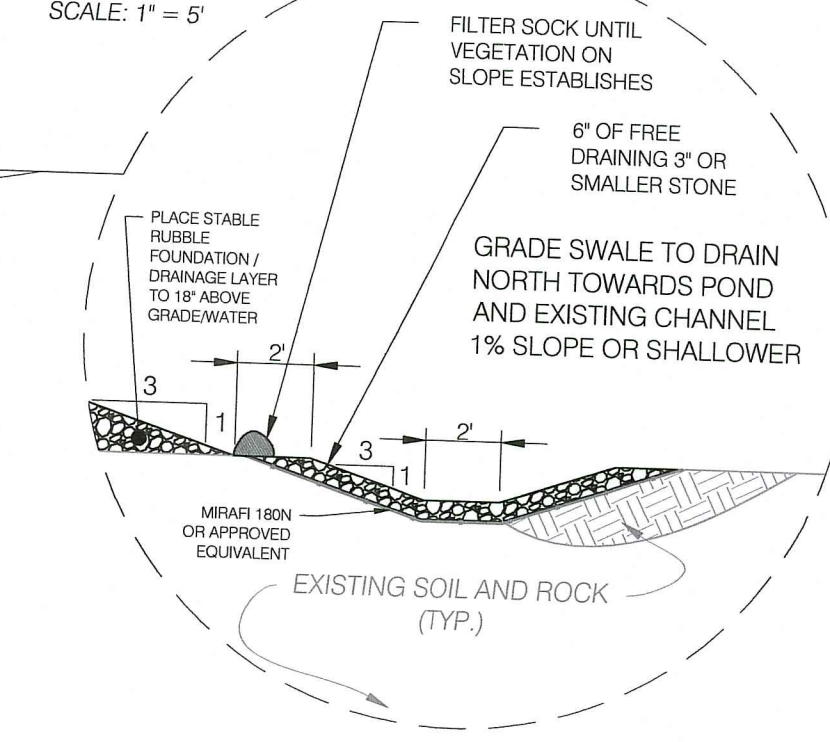 SCALE: 1" = 5'
FILTER SOCK UNTIL
VEGETATION ON
SLOPE ESTABLISHES
6" OF FREE
DRAINING 3" OR
SMALLER STONE
PLACE STABLE
RUBBLE
FOUNDATION /
DRAINAGE LAYER
TO 18" ABOVE
GRADE/WATER
GRADE SWALE TO DRAIN
NORTH TOWARDS POND
AND EXISTING CHANNEL
1% SLOPE OR SHALLOWER
2'
3
1
3
1
2'
MIRAFI 180N
OR APPROVED
EQUIVALENT
EXISTING SOIL AND ROCK
(TYP.)